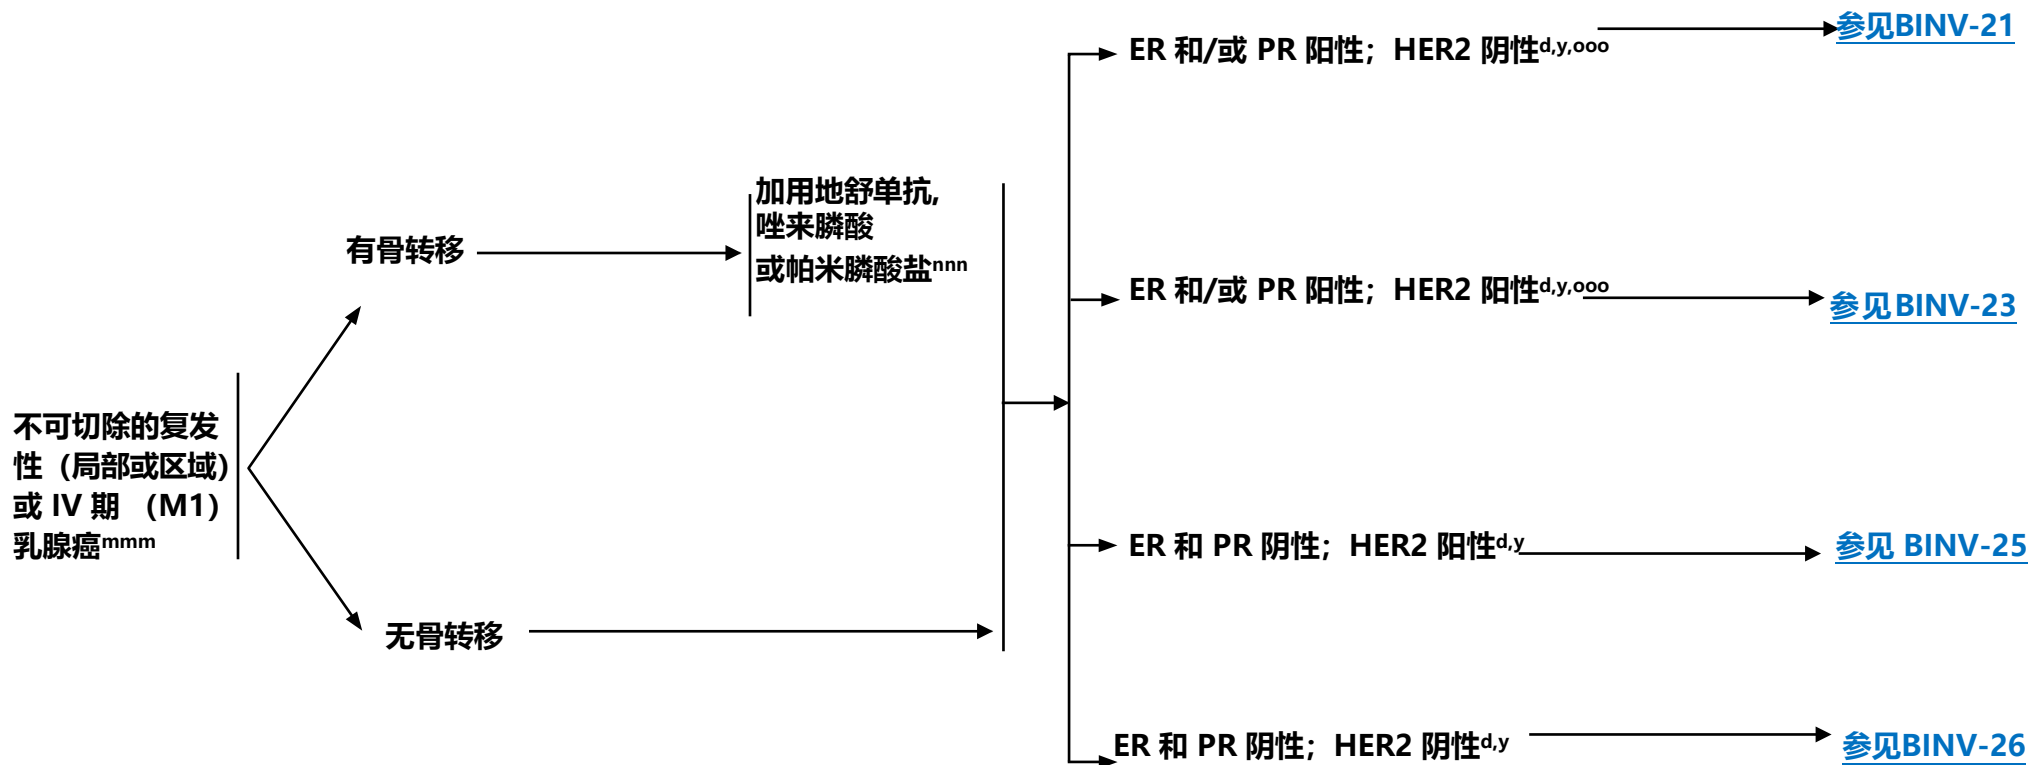 不可切除的复发
性（局部或区域）
或 IV 期 （M1）
乳腺癌mmm
有骨转移
无骨转移
加用地舒单抗,
唑来膦酸
或帕米膦酸盐nnn
ER 和/或 PR 阳性；HER2 阴性d,y,ooo
参见BINV-21
ER 和/或 PR 阳性；HER2 阳性d,y,ooo
参见BINV-23
ER 和 PR 阴性；HER2 阳性d,y
参见 BINV-25
ER 和 PR 阴性；HER2 阴性d,y
参见BINV-26